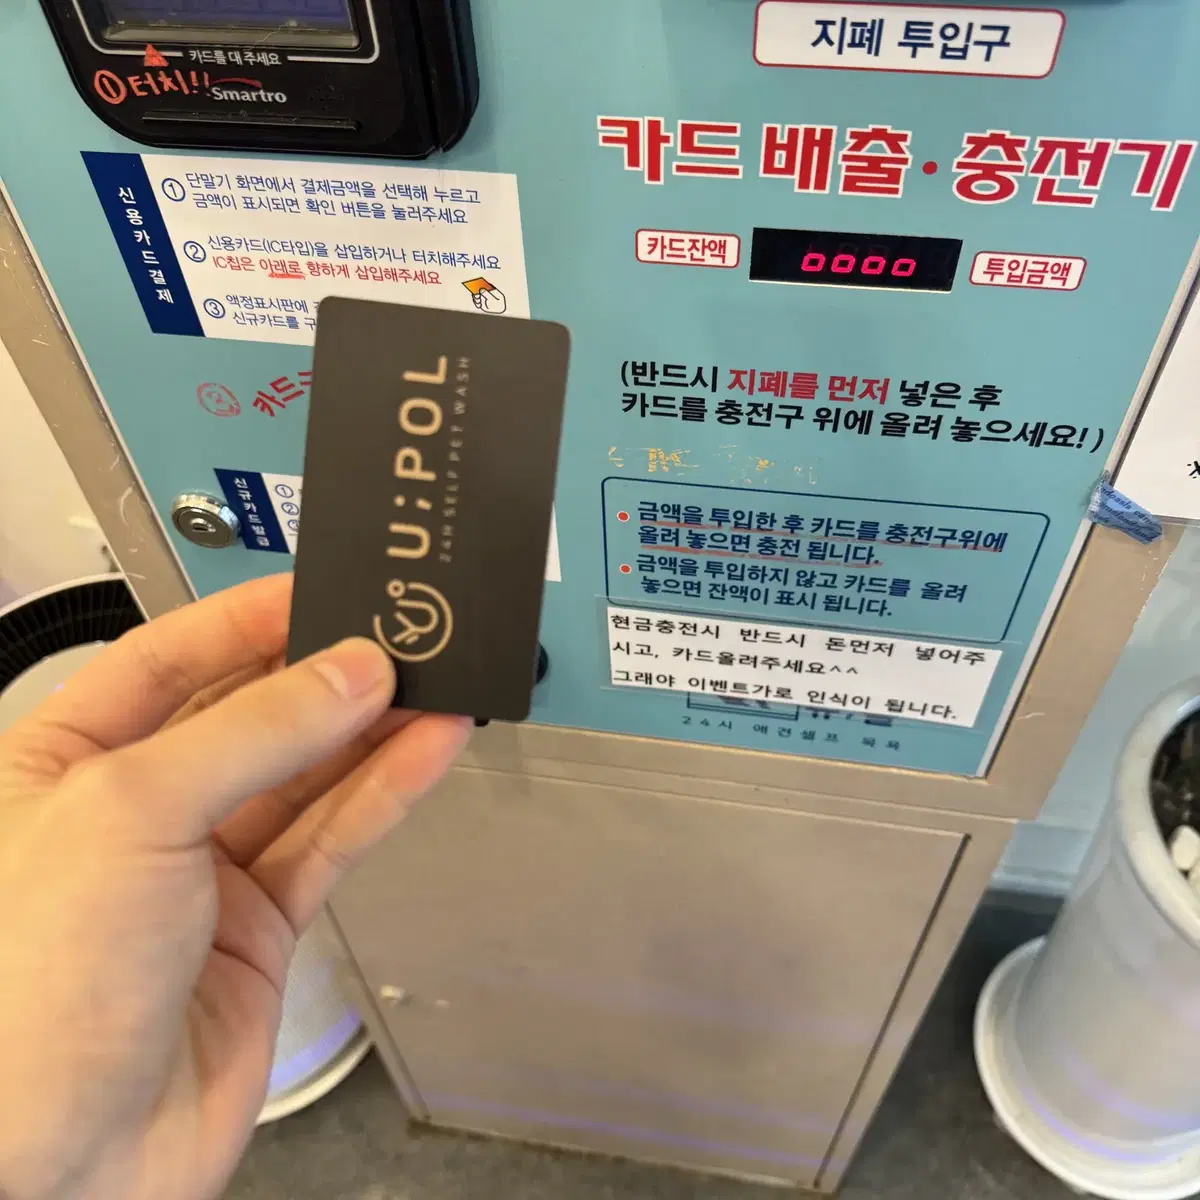 지폐 투입구
카드를 대 주세요
①터치!!
Smartro
카드 배출·충전기
카드잔액
0000
투입금액
신용카드결제
① 단말기 화면에서 결제금액을 선택해 누르고
금액이 표시되면 확인 버튼을 눌러주세요
② 신용카드(IC타입)을 삽입하거나 터치해주세요
IC칩은 아래로 향하게 삽입해주세요
③ 액정표시판에
신규카드를
카드
(반드시 지폐를 먼저 넣은 후
카드를 충전구 위에 올려 놓으세요!)
신규카드발급
①
②
U;POL
24H SELF PET WASH
• 금액을 투입한 후 카드를 충전구위에
올려 놓으면 충전 됩니다.
• 금액을 투입하지 않고 카드를 올려
놓으면 잔액이 표시 됩니다.
현금충전시 반드시 돈먼저 넣어주
시고, 카드올려주세요^^
그래야 이벤트가로 인식이 됩니다.
24시 애견셀프 목욕